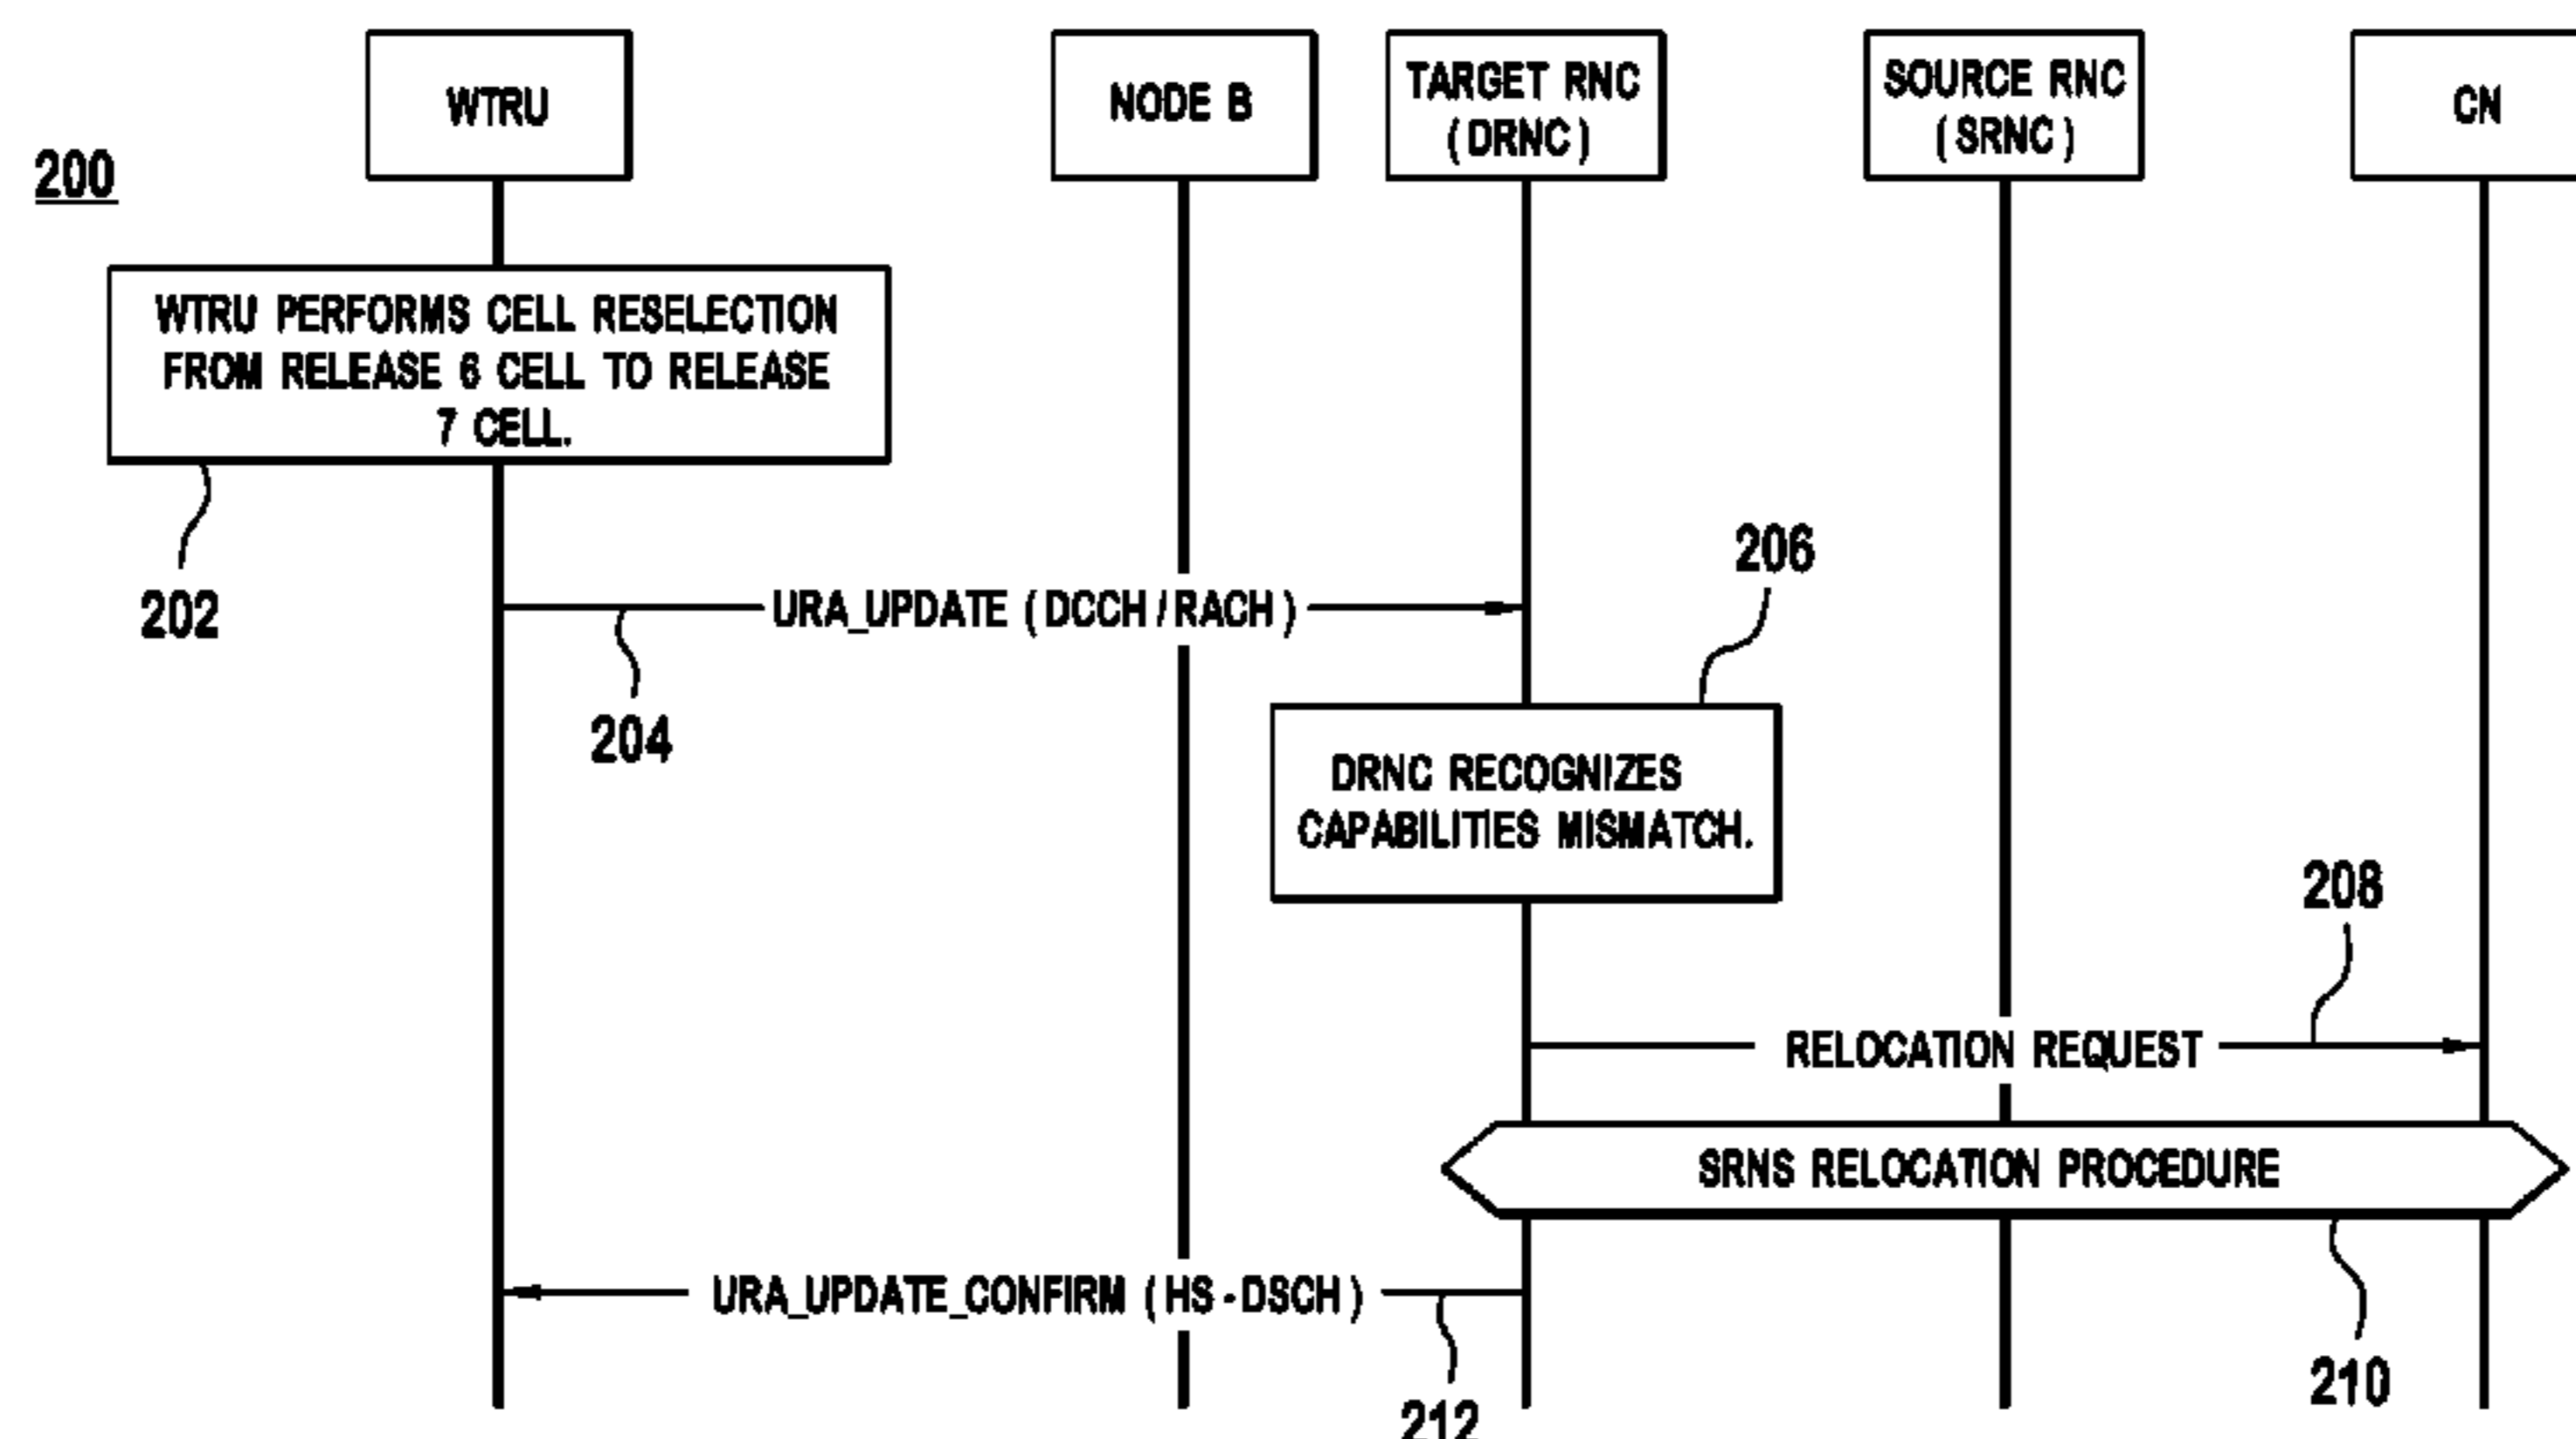 WTRU
NODE B
TARGET RNC
(DRNC)
SOURCE RNC
(SRNC)
CN
200
WTRU PERFORMS CELL RESELECTION
FROM RELEASE 6 CELL TO RELEASE
7 CELL.
202
URA_UPDATE (DCCH/RACH)
204
206
DRNC RECOGNIZES
CAPABILITIES MISMATCH.
208
RELOCATION REQUEST
SRNS RELOCATION PROCEDURE
210
URA_UPDATE_CONFIRM (HS-DSCH)
212